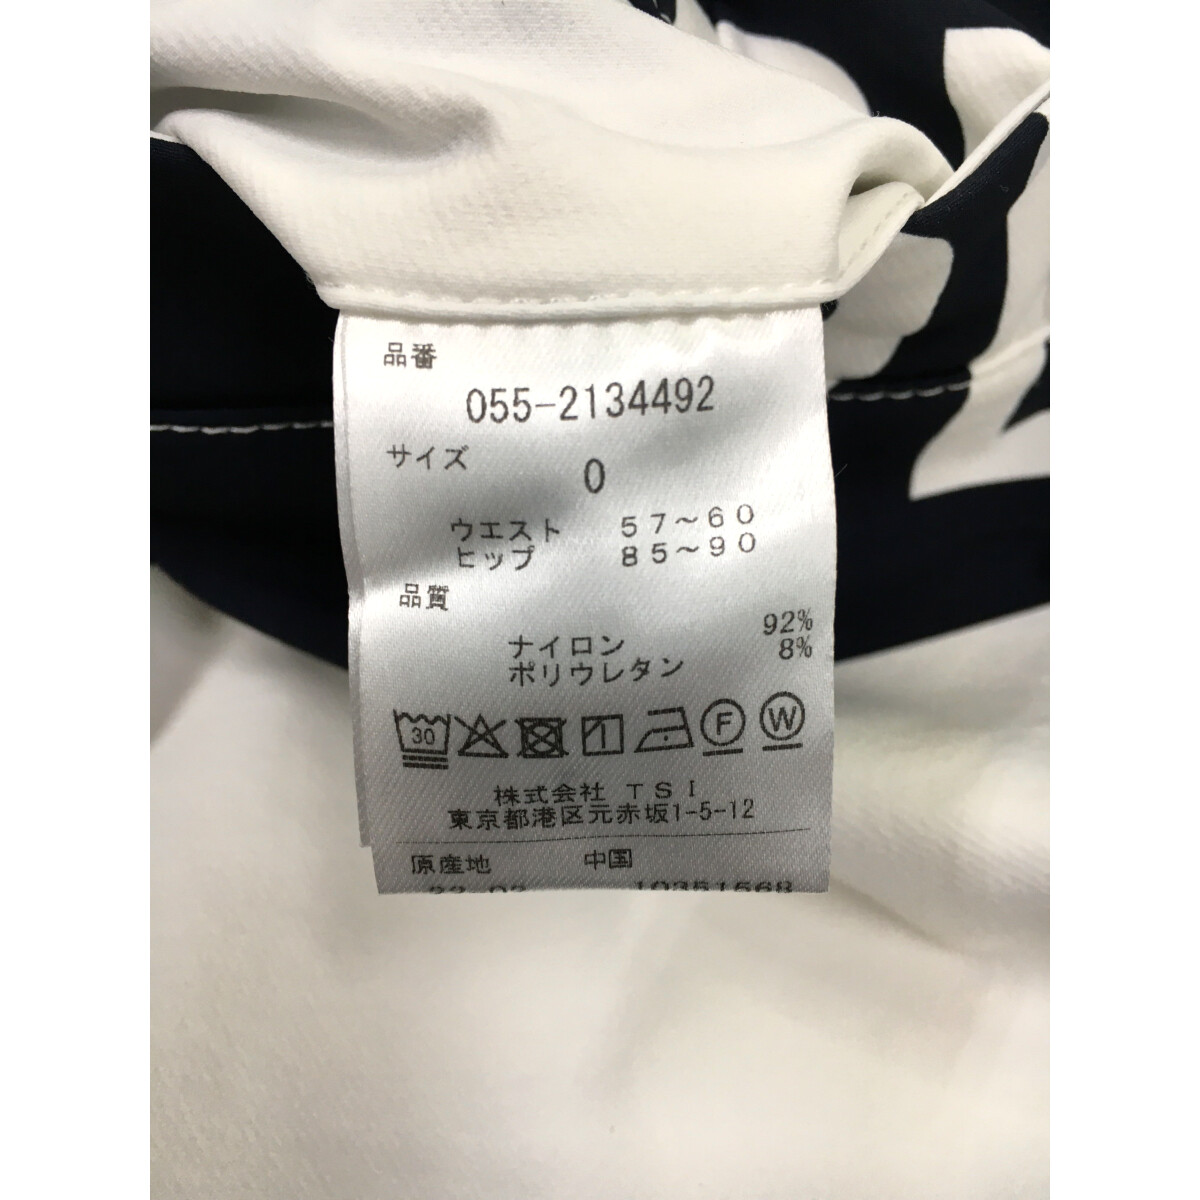 品番
055-2134492
サイズ 0
ウエスト 57～60
ヒップ 85～90
品質
ナイロン 92%
ポリウレタン 8%
30 F W
株式会社 TSI
東京都港区元赤坂1-5-12
原産地 中国